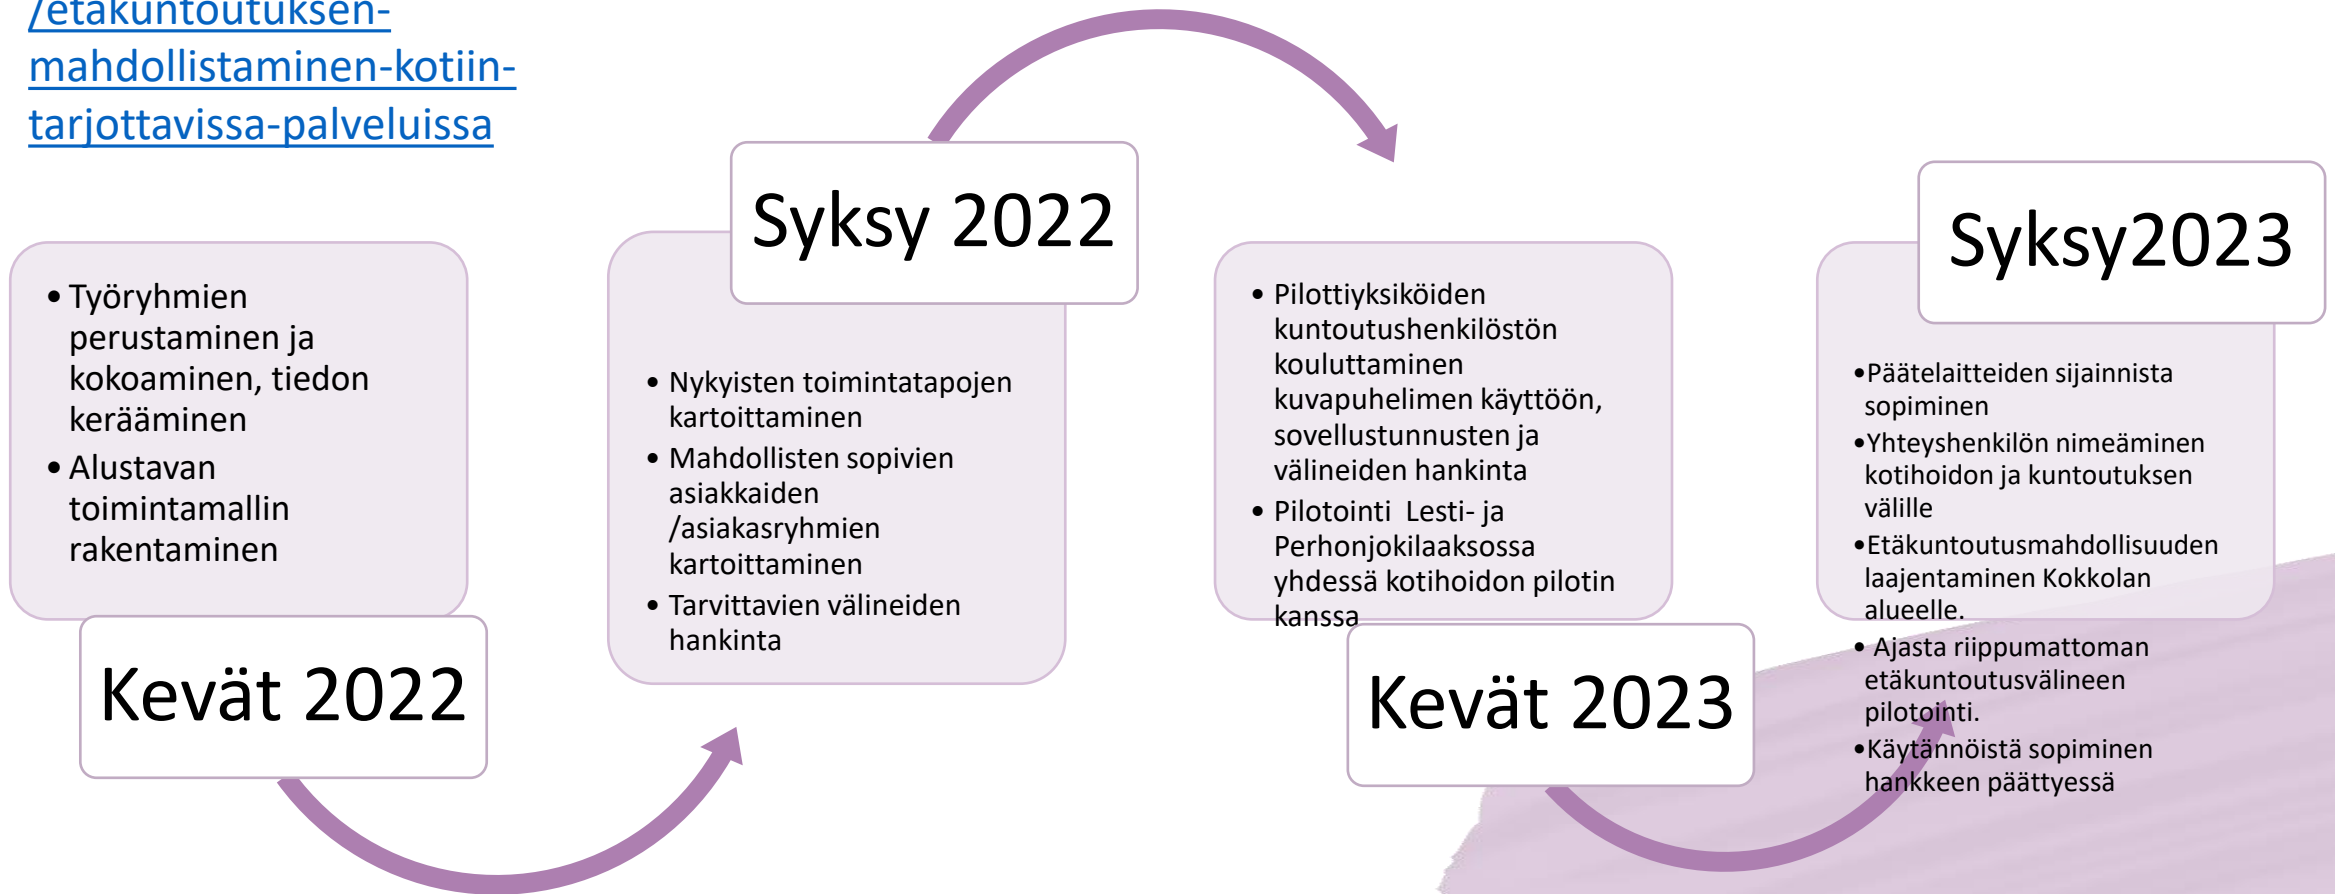 /etäkuntoutuksen-
mahdollistaminen-kotiin-
tarjottavissa-palveluissa
• Työryhmien
perustaminen ja
kokoaminen, tiedon
kerääminen
• Alustavan
toimintamallin
rakentaminen
Kevät 2022
Syksy 2022
• Nykyisten toimintatapojen
kartoittaminen
• Mahdollisten sopivien
asiakkaiden
/asiakasryhmien
kartoittaminen
• Tarvittavien välineiden
hankinta
• Pilottiyksiköiden
kuntoutushenkilöstön
kouluttaminen
kuvapuhelimen käyttöön,
sovellustunnusten ja
välineiden hankinta
• Pilotointi Lesti- ja
Perhonjokilaaksossa
yhdessä kotihoidon pilotin
kanssa
Kevät 2023
Syksy2023
•Päätelaitteiden sijainnista
sopiminen
•Yhteyshenkilön nimeäminen
kotihoidon ja kuntoutuksen
välille
•Etäkuntoutusmahdollisuuden
laajentaminen Kokkolan
alueelle.
• Ajasta riippumattoman
etäkuntoutusvälineen
pilotointi.
•Käytännöistä sopiminen
hankkeen päättyessä